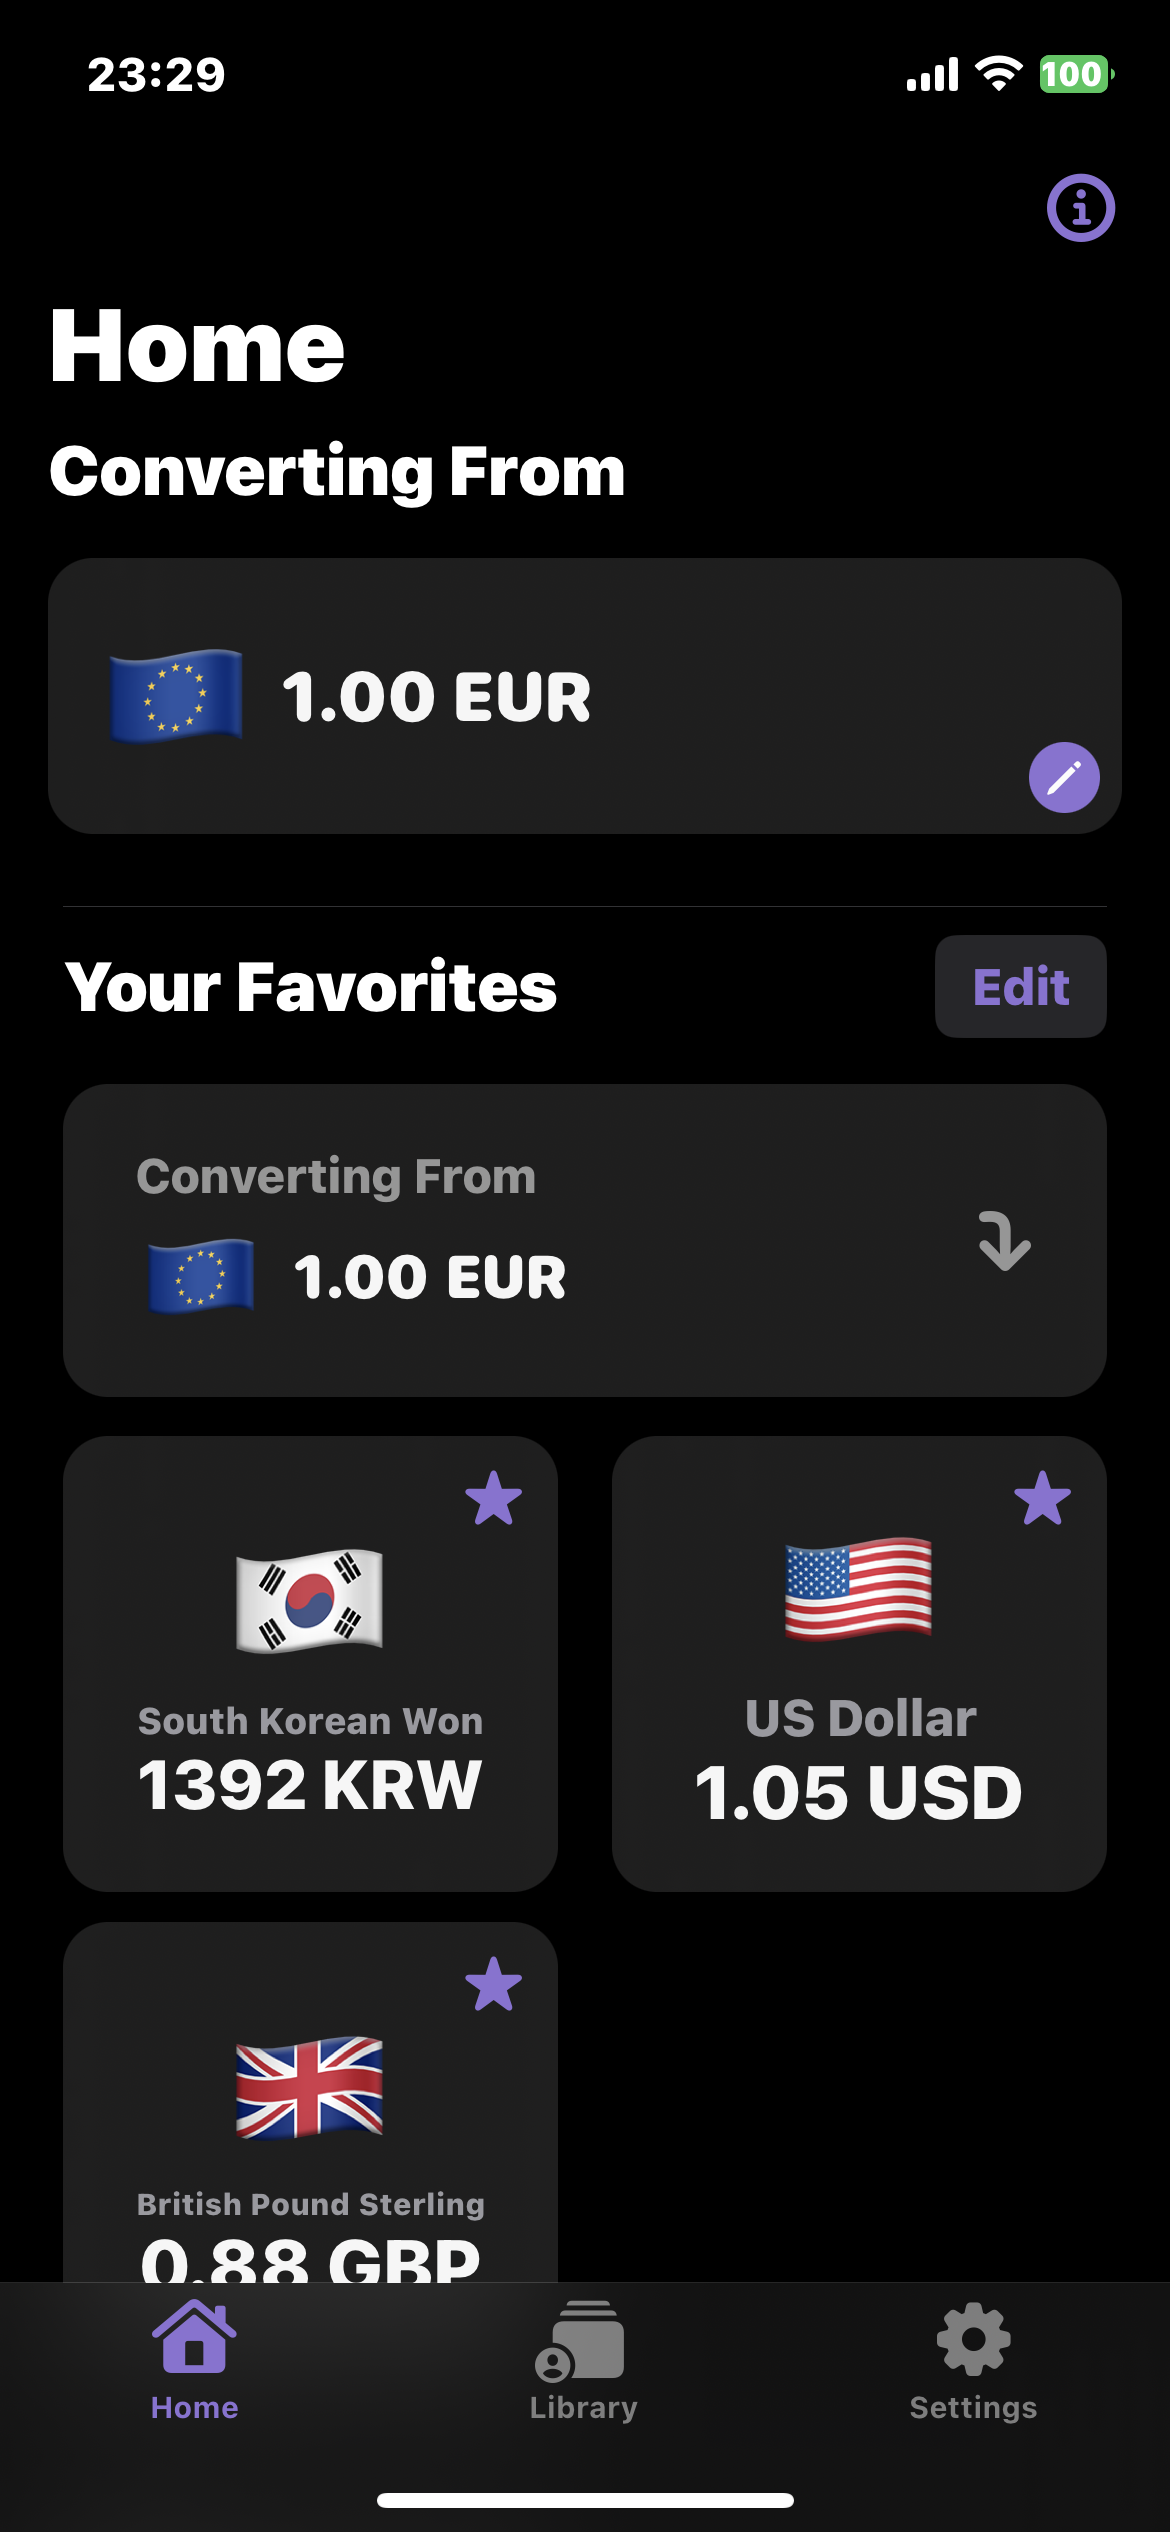 23:29
100
Home
Converting From
1.00 EUR
Your Favorites
Edit
Converting From
1.00 EUR
South Korean Won
1392 KRW
US Dollar
1.05 USD
British Pound Sterling
0.88 GBP
Home
Library
Settings